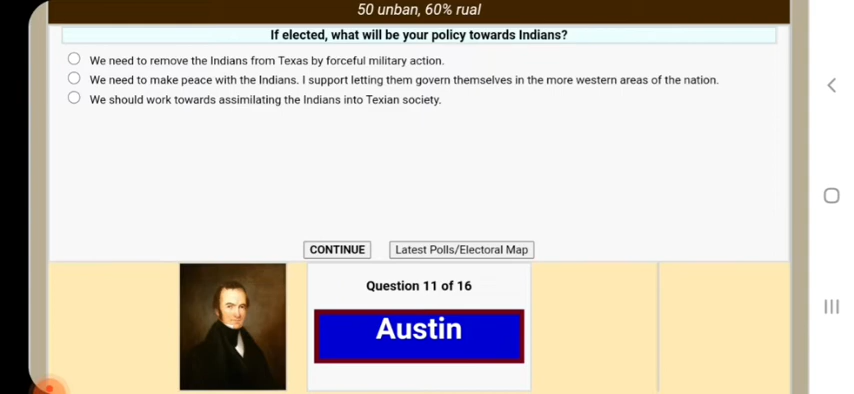 50 unban, 60% rual
If elected, what will be your policy towards Indians?
We need to remove the Indians from Texas by forceful military action.
We need to make peace with the Indians. I support letting them govern themselves in the more western areas of the nation.
We should work towards assimilating the Indians into Texian society.
CONTINUE
Latest Polls/Electoral Map
Question 11 of 16
Austin